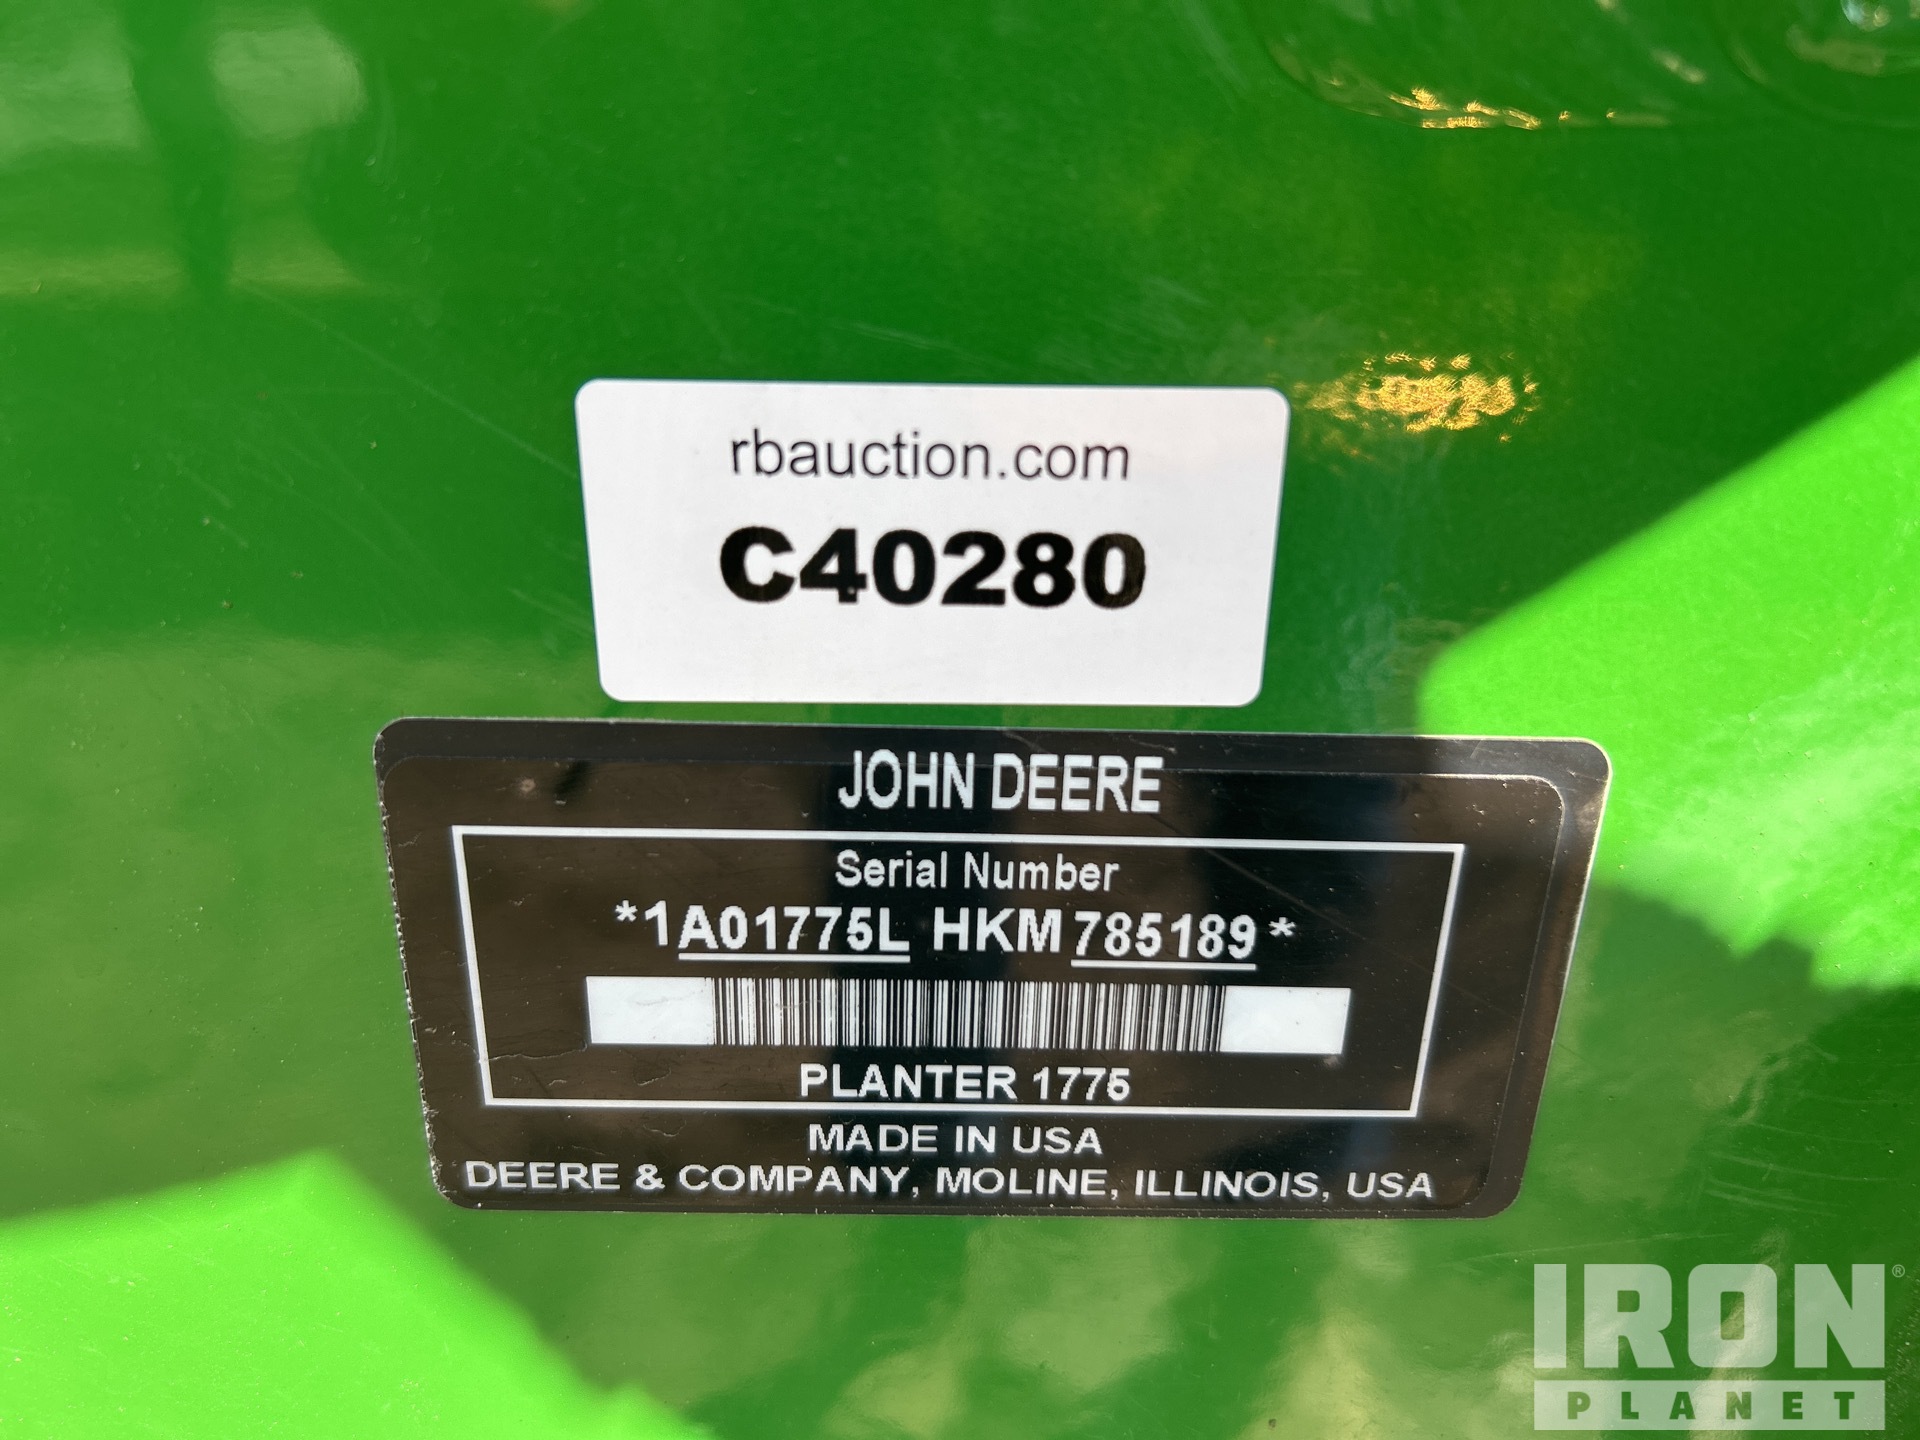 rbauction.com
C40280
JOHN DEERE
Serial Number
*1A01775L HKM785189*
PLANTER 1775
MADE IN USA
DEERE & COMPANY, MOLINE, ILLINOIS, USA
IRON®
PLANET